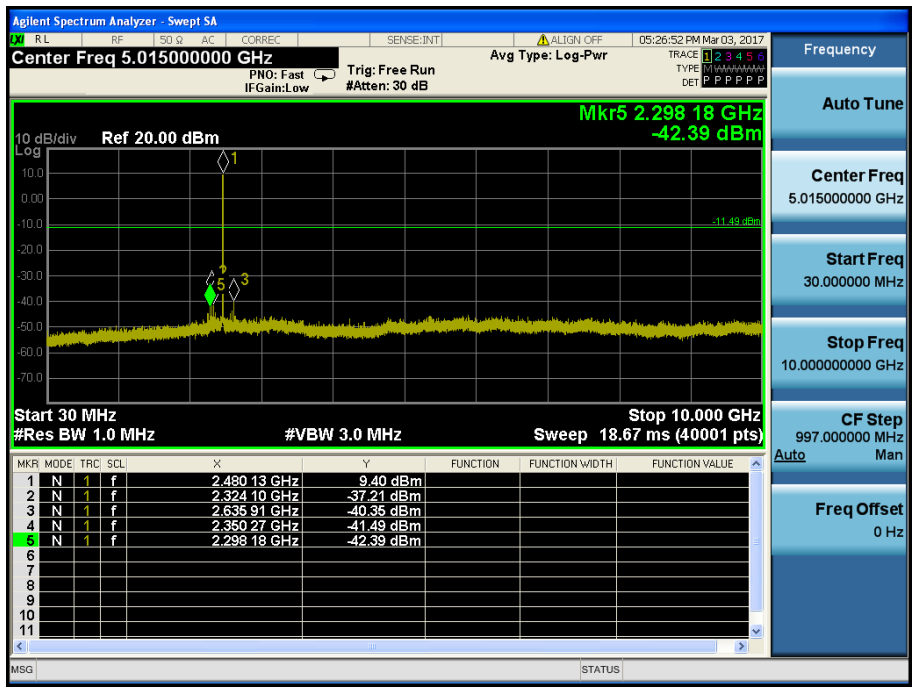 Agilent Spectrum Analyzer - Swept SA
LXI RL RF 50 Ω AC CORREC SENSE:INT ALIGN OFF 05:26:52 PM Mar 03, 2017
Center Freq 5.015000000 GHz
PNO: Fast
IFGain:Low
Trig: Free Run
#Atten: 30 dB
Avg Type: Log-Pwr
TRACE 1 2 3 4 5 6
TYPE M W W W W W
DET P P P P P P
Mkr5 2.298 18 GHz
-42.39 dBm
10 dB/div Ref 20.00 dBm
Log
10.0
0.00
-10.0
-20.0
-30.0
-40.0
-50.0
-60.0
-70.0
1
-11.49 dBm
2
5
3
Start 30 MHz Stop 10.000 GHz
#Res BW 1.0 MHz #VBW 3.0 MHz Sweep 18.67 ms (40001 pts)
MKR MODE TRC SCL X Y FUNCTION FUNCTION WIDTH FUNCTION VALUE
1 N 1 f 2.480 13 GHz 9.40 dBm
2 N 1 f 2.324 10 GHz -37.21 dBm
3 N 1 f 2.635 91 GHz -40.35 dBm
4 N 1 f 2.350 27 GHz -41.49 dBm
5 N 1 f 2.298 18 GHz -42.39 dBm
6
7
8
9
10
11
MSG STATUS
Frequency
Auto Tune
Center Freq
5.015000000 GHz
Start Freq
30.000000 MHz
Stop Freq
10.000000000 GHz
CF Step
997.000000 MHz
Auto Man
Freq Offset
0 Hz